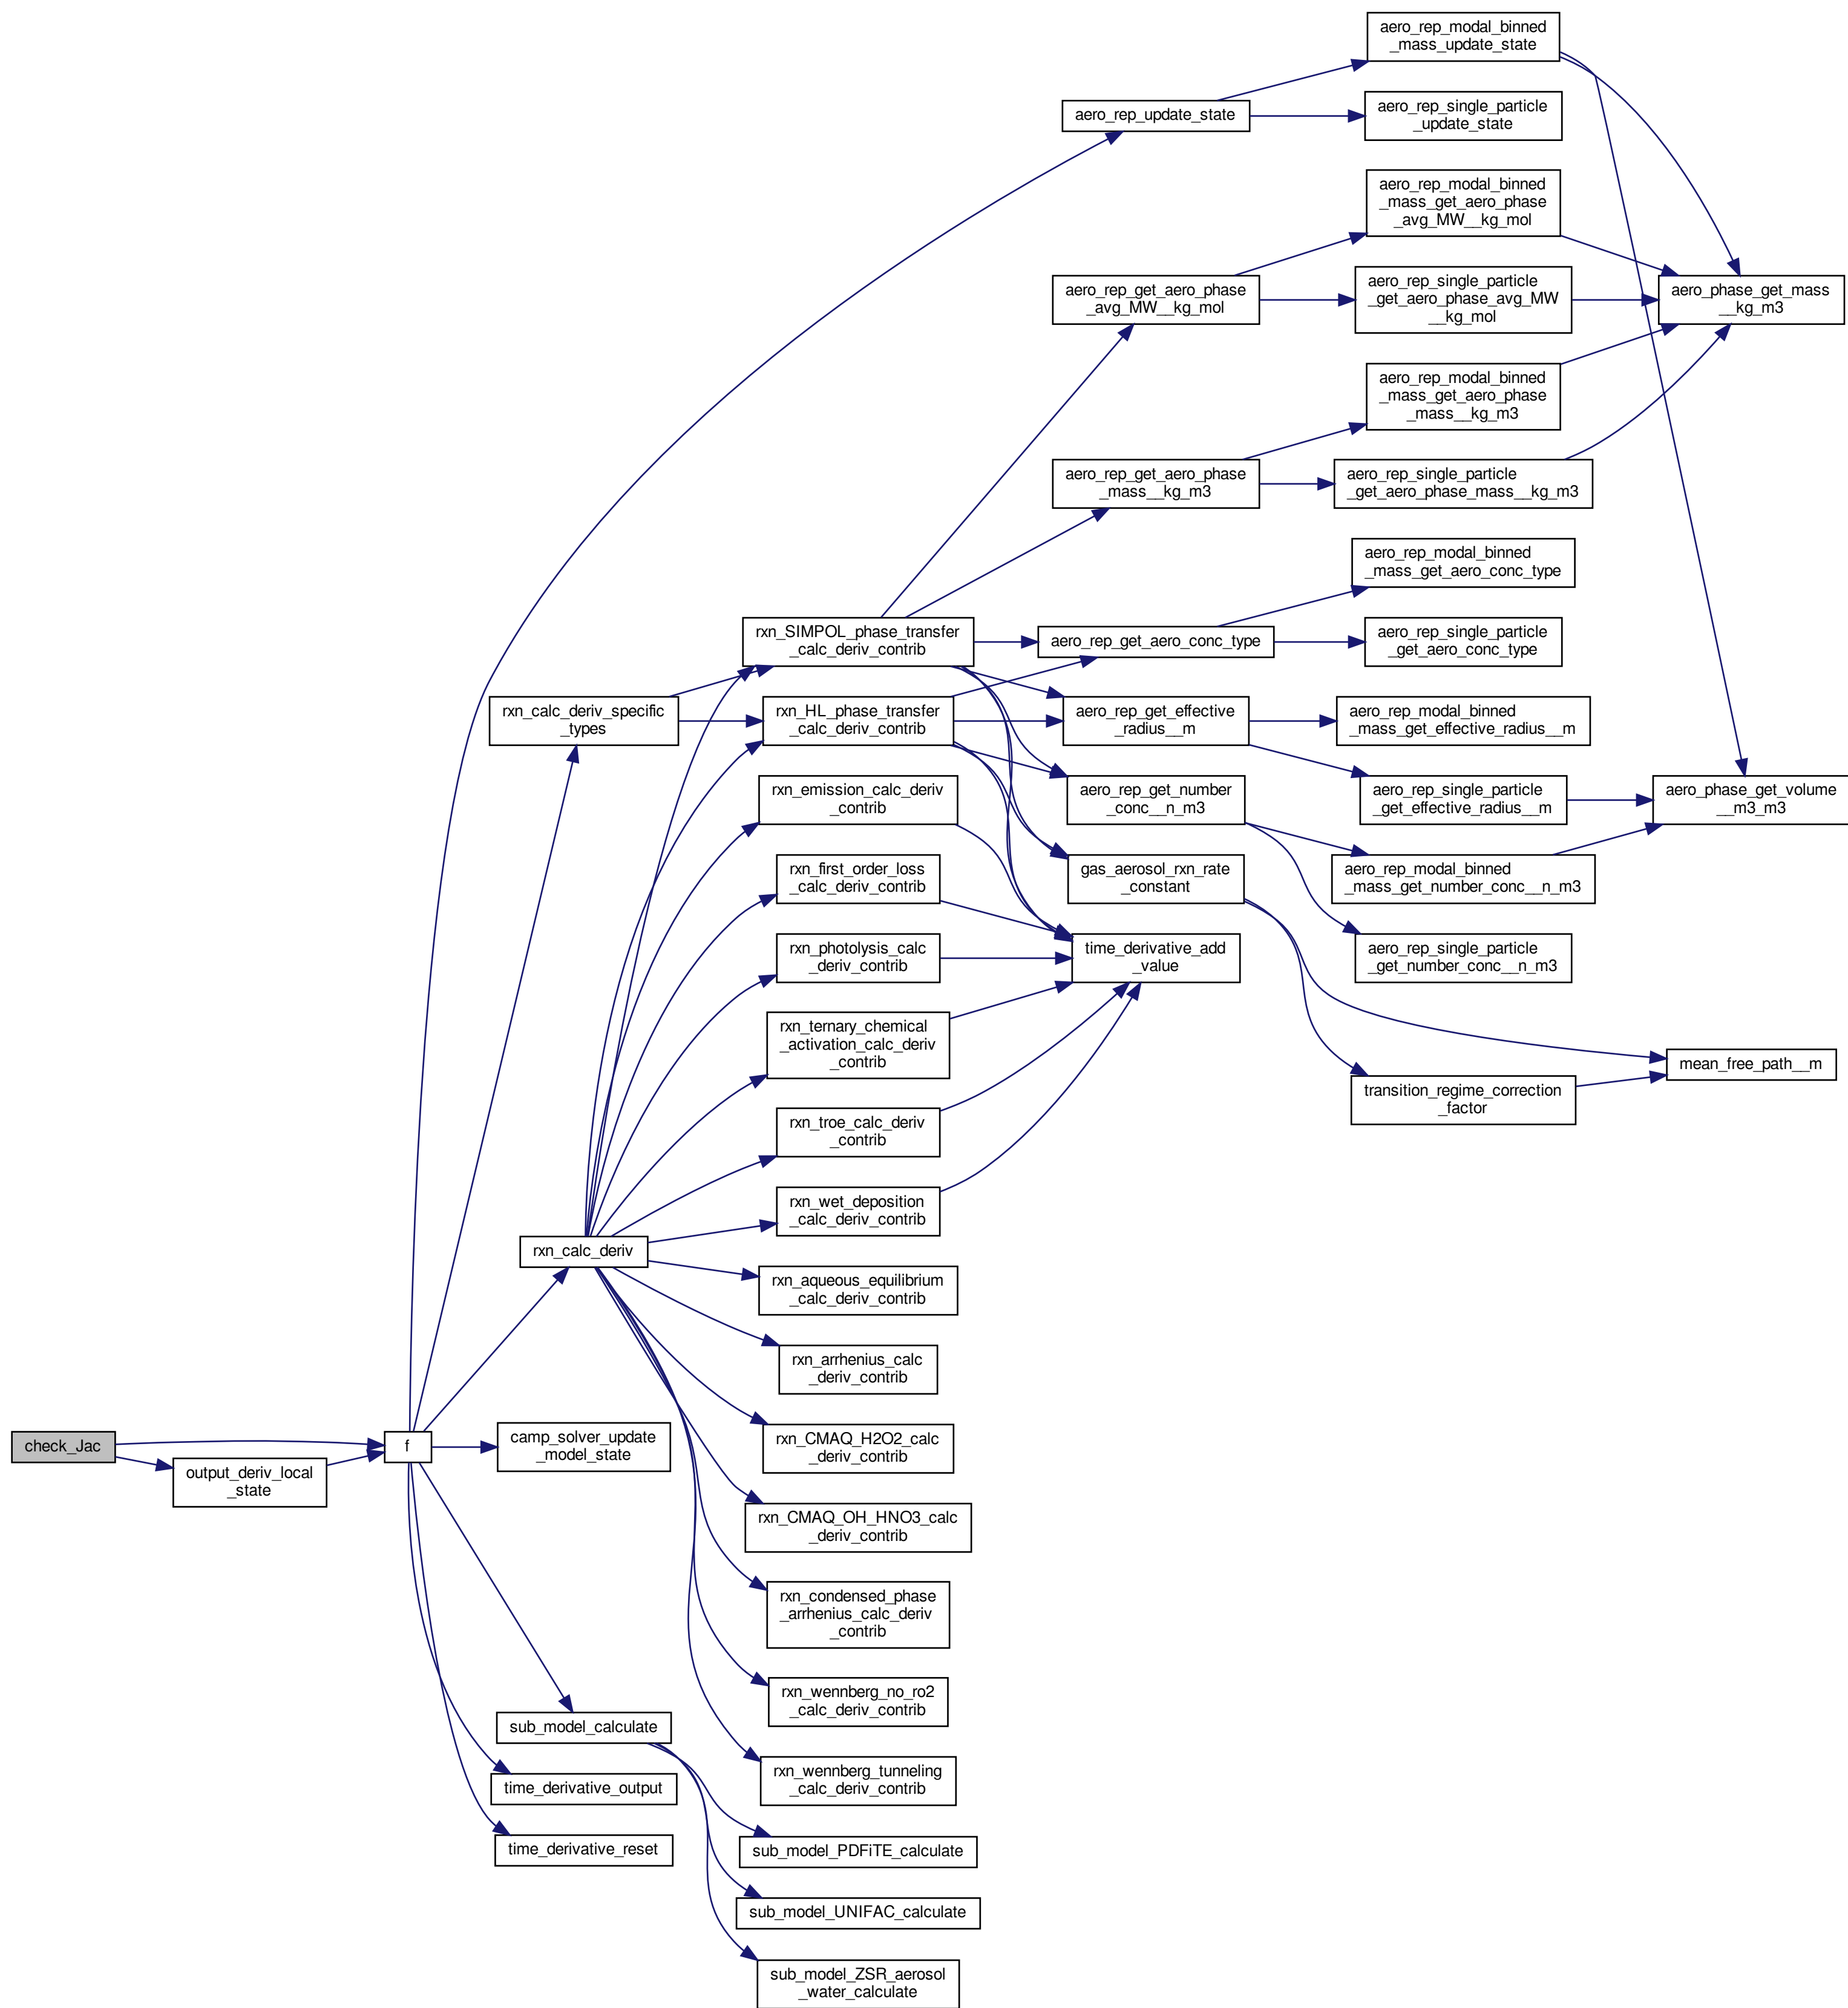 aero_rep_modal_binned
_mass_update_state
aero_rep_update_state
aero_rep_single_particle
_update_state
aero_rep_modal_binned
_mass_get_aero_phase
_avg_MW__kg_mol
aero_rep_get_aero_phase
_avg_MW__kg_mol
aero_rep_single_particle
_get_aero_phase_avg_MW
__kg_mol
aero_phase_get_mass
__kg_m3
aero_rep_modal_binned
_mass_get_aero_phase
_mass__kg_m3
aero_rep_get_aero_phase
_mass__kg_m3
aero_rep_single_particle
_get_aero_phase_mass__kg_m3
aero_rep_modal_binned
_mass_get_aero_conc_type
rxn_SIMPOL_phase_transfer
_calc_deriv_contrib
aero_rep_get_aero_conc_type
aero_rep_single_particle
_get_aero_conc_type
rxn_calc_deriv_specific
_types
rxn_HL_phase_transfer
_calc_deriv_contrib
aero_rep_get_effective
_radius__m
aero_rep_modal_binned
_mass_get_effective_radius__m
rxn_emission_calc_deriv
_contrib
aero_rep_get_number
_conc__n_m3
aero_rep_single_particle
_get_effective_radius__m
aero_phase_get_volume
__m3_m3
rxn_first_order_loss
_calc_deriv_contrib
gas_aerosol_rxn_rate
_constant
aero_rep_modal_binned
_mass_get_number_conc__n_m3
rxn_photolysis_calc
_deriv_contrib
time_derivative_add
_value
aero_rep_single_particle
_get_number_conc__n_m3
rxn_ternary_chemical
_activation_calc_deriv
_contrib
mean_free_path__m
transition_regime_correction
_factor
rxn_troe_calc_deriv
_contrib
rxn_wet_deposition
_calc_deriv_contrib
rxn_calc_deriv
rxn_aqueous_equilibrium
_calc_deriv_contrib
rxn_arrhenius_calc
_deriv_contrib
check_Jac
f
camp_solver_update
_model_state
rxn_CMAQ_H2O2_calc
_deriv_contrib
output_deriv_local
_state
rxn_CMAQ_OH_HNO3_calc
_deriv_contrib
rxn_condensed_phase
_arrhenius_calc_deriv
_contrib
rxn_wennberg_no_ro2
_calc_deriv_contrib
sub_model_calculate
rxn_wennberg_tunneling
_calc_deriv_contrib
time_derivative_output
time_derivative_reset
sub_model_PDFiTE_calculate
sub_model_UNIFAC_calculate
sub_model_ZSR_aerosol
_water_calculate